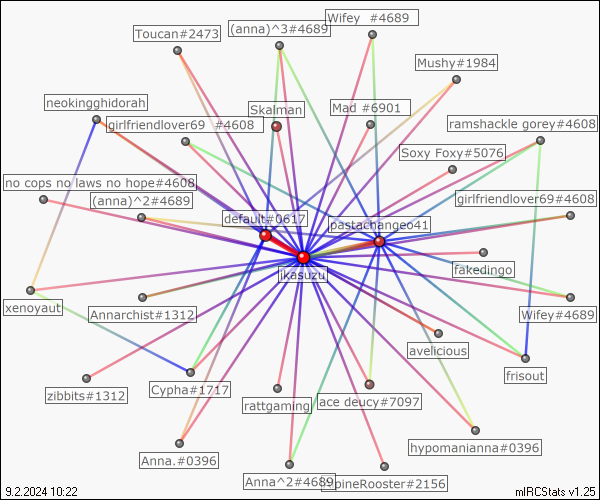 Wifey #4689
(anna)^3#4689
Toucan#2473
Mushy#1984
neokingghidorah
Skalman
Mad #6901
girlfriendlover69 #4608
ramshackle gorey#4608
Soxy Foxy#5076
no cops no laws no hope#4608
(anna)^2#4689
girlfriendlover69#4608
default#0617
pastachange041
jkasuzu
fakedingo
xenoyaut
Annarchist#1312
Wifey#4689
avelicious
frisout
zibbits#1312
Cypha#1717
rattgaming
ace deucy#7097
hypomanianna#0396
Anna.#0396
Anna^2#4689
pineRooster#2156
9.2.2024 10:22
mIRCStats v1.25